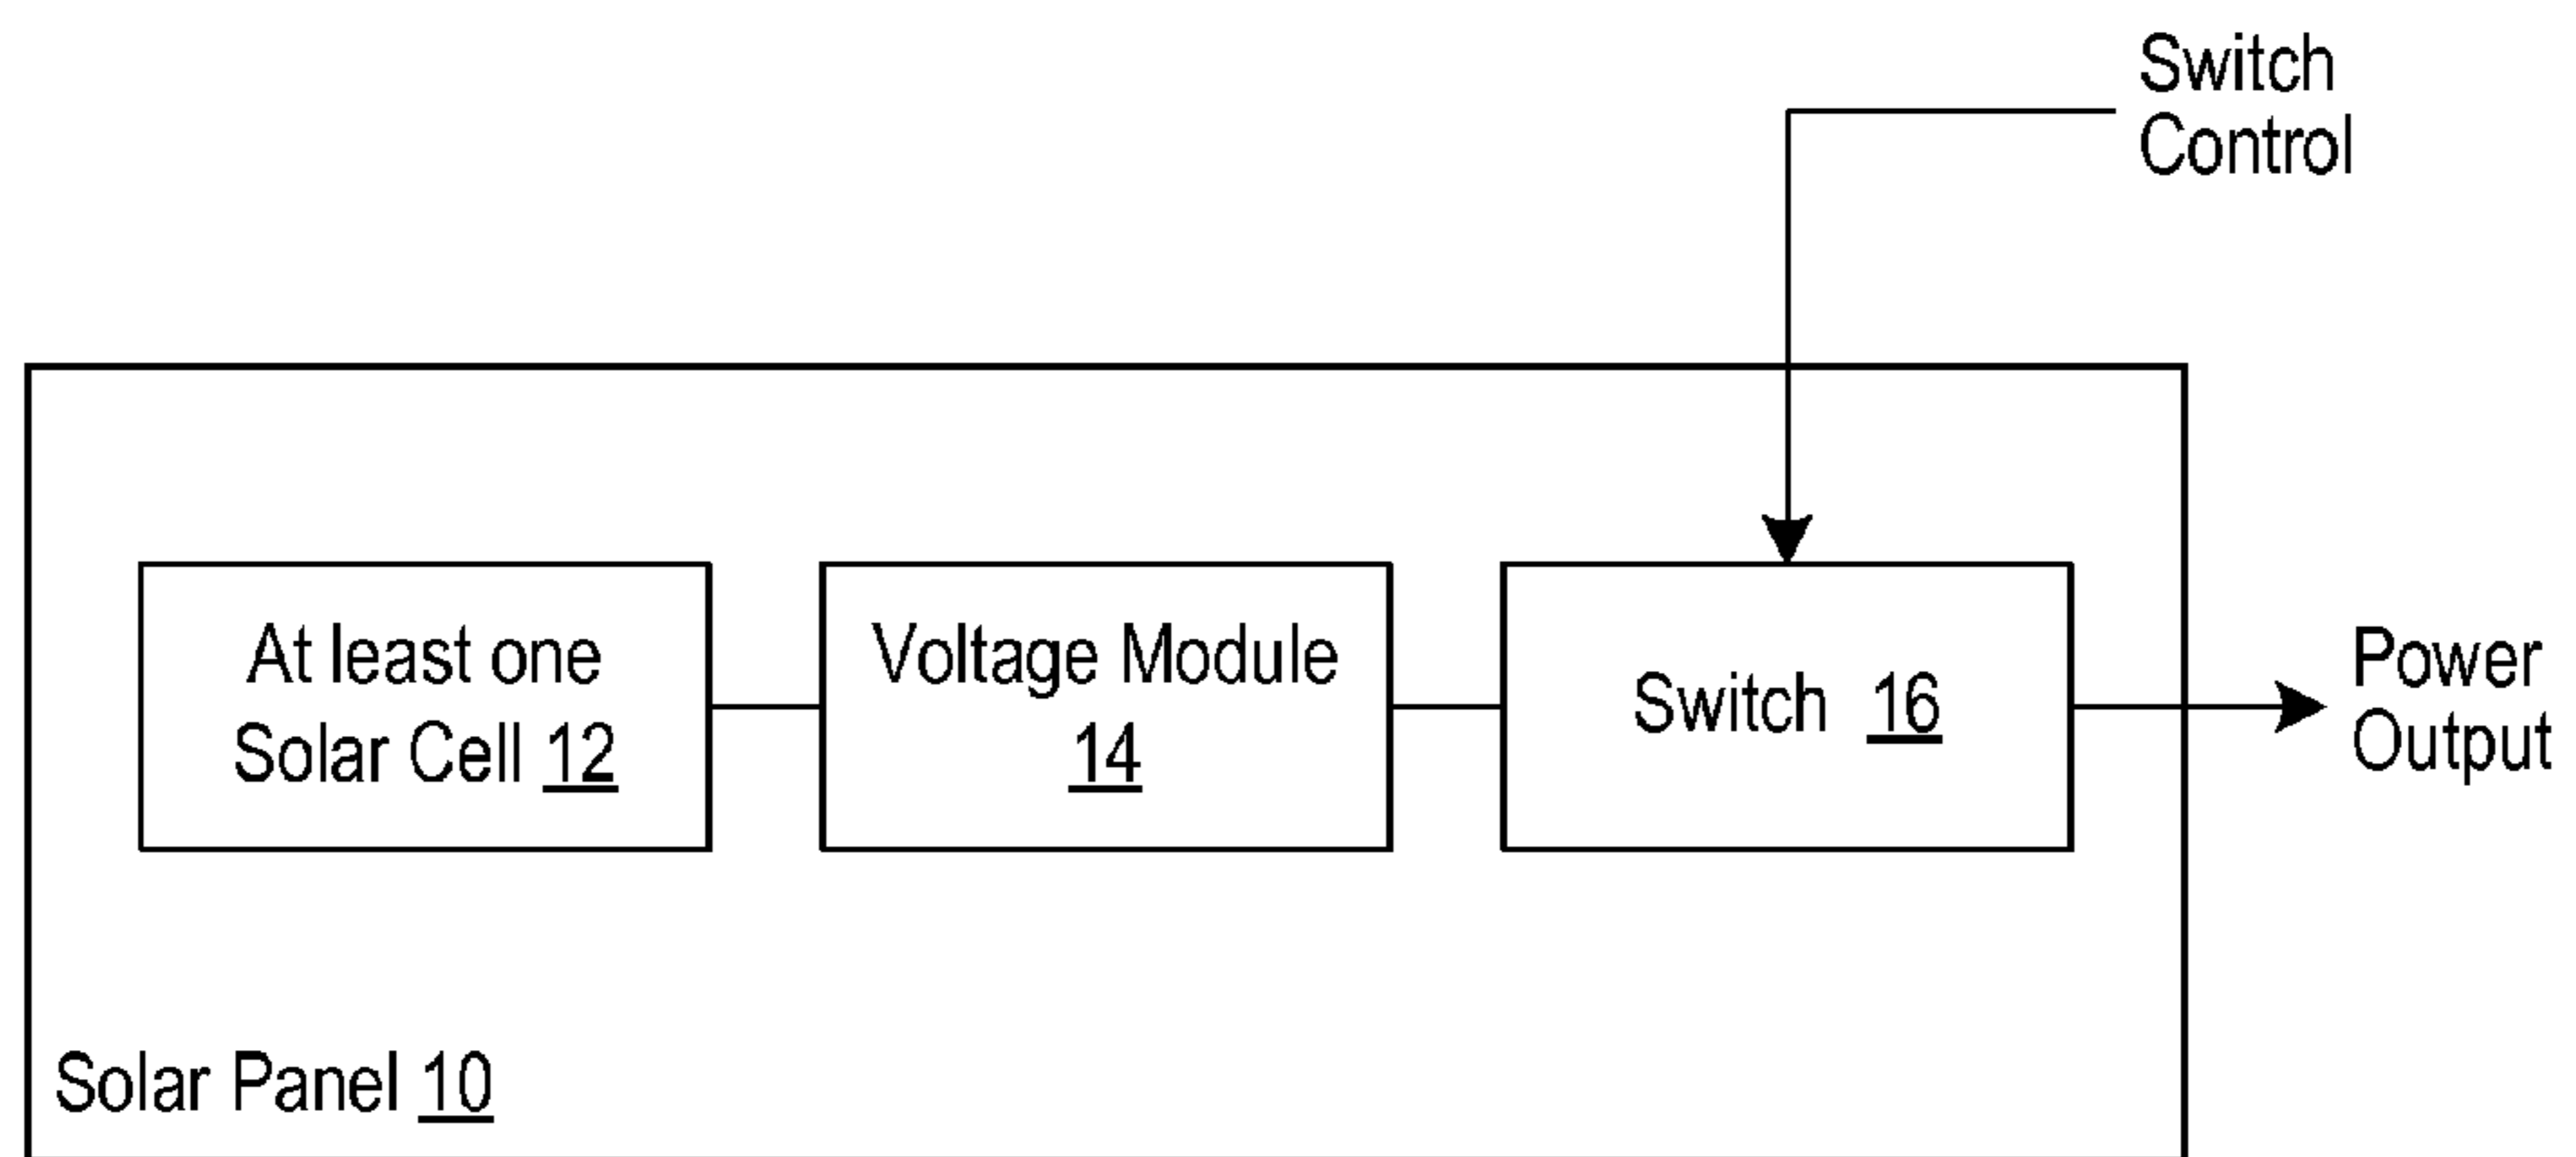 Switch
Control
At least one
Solar Cell 12
Voltage Module
14
Switch 16
Power
Output
Solar Panel 10